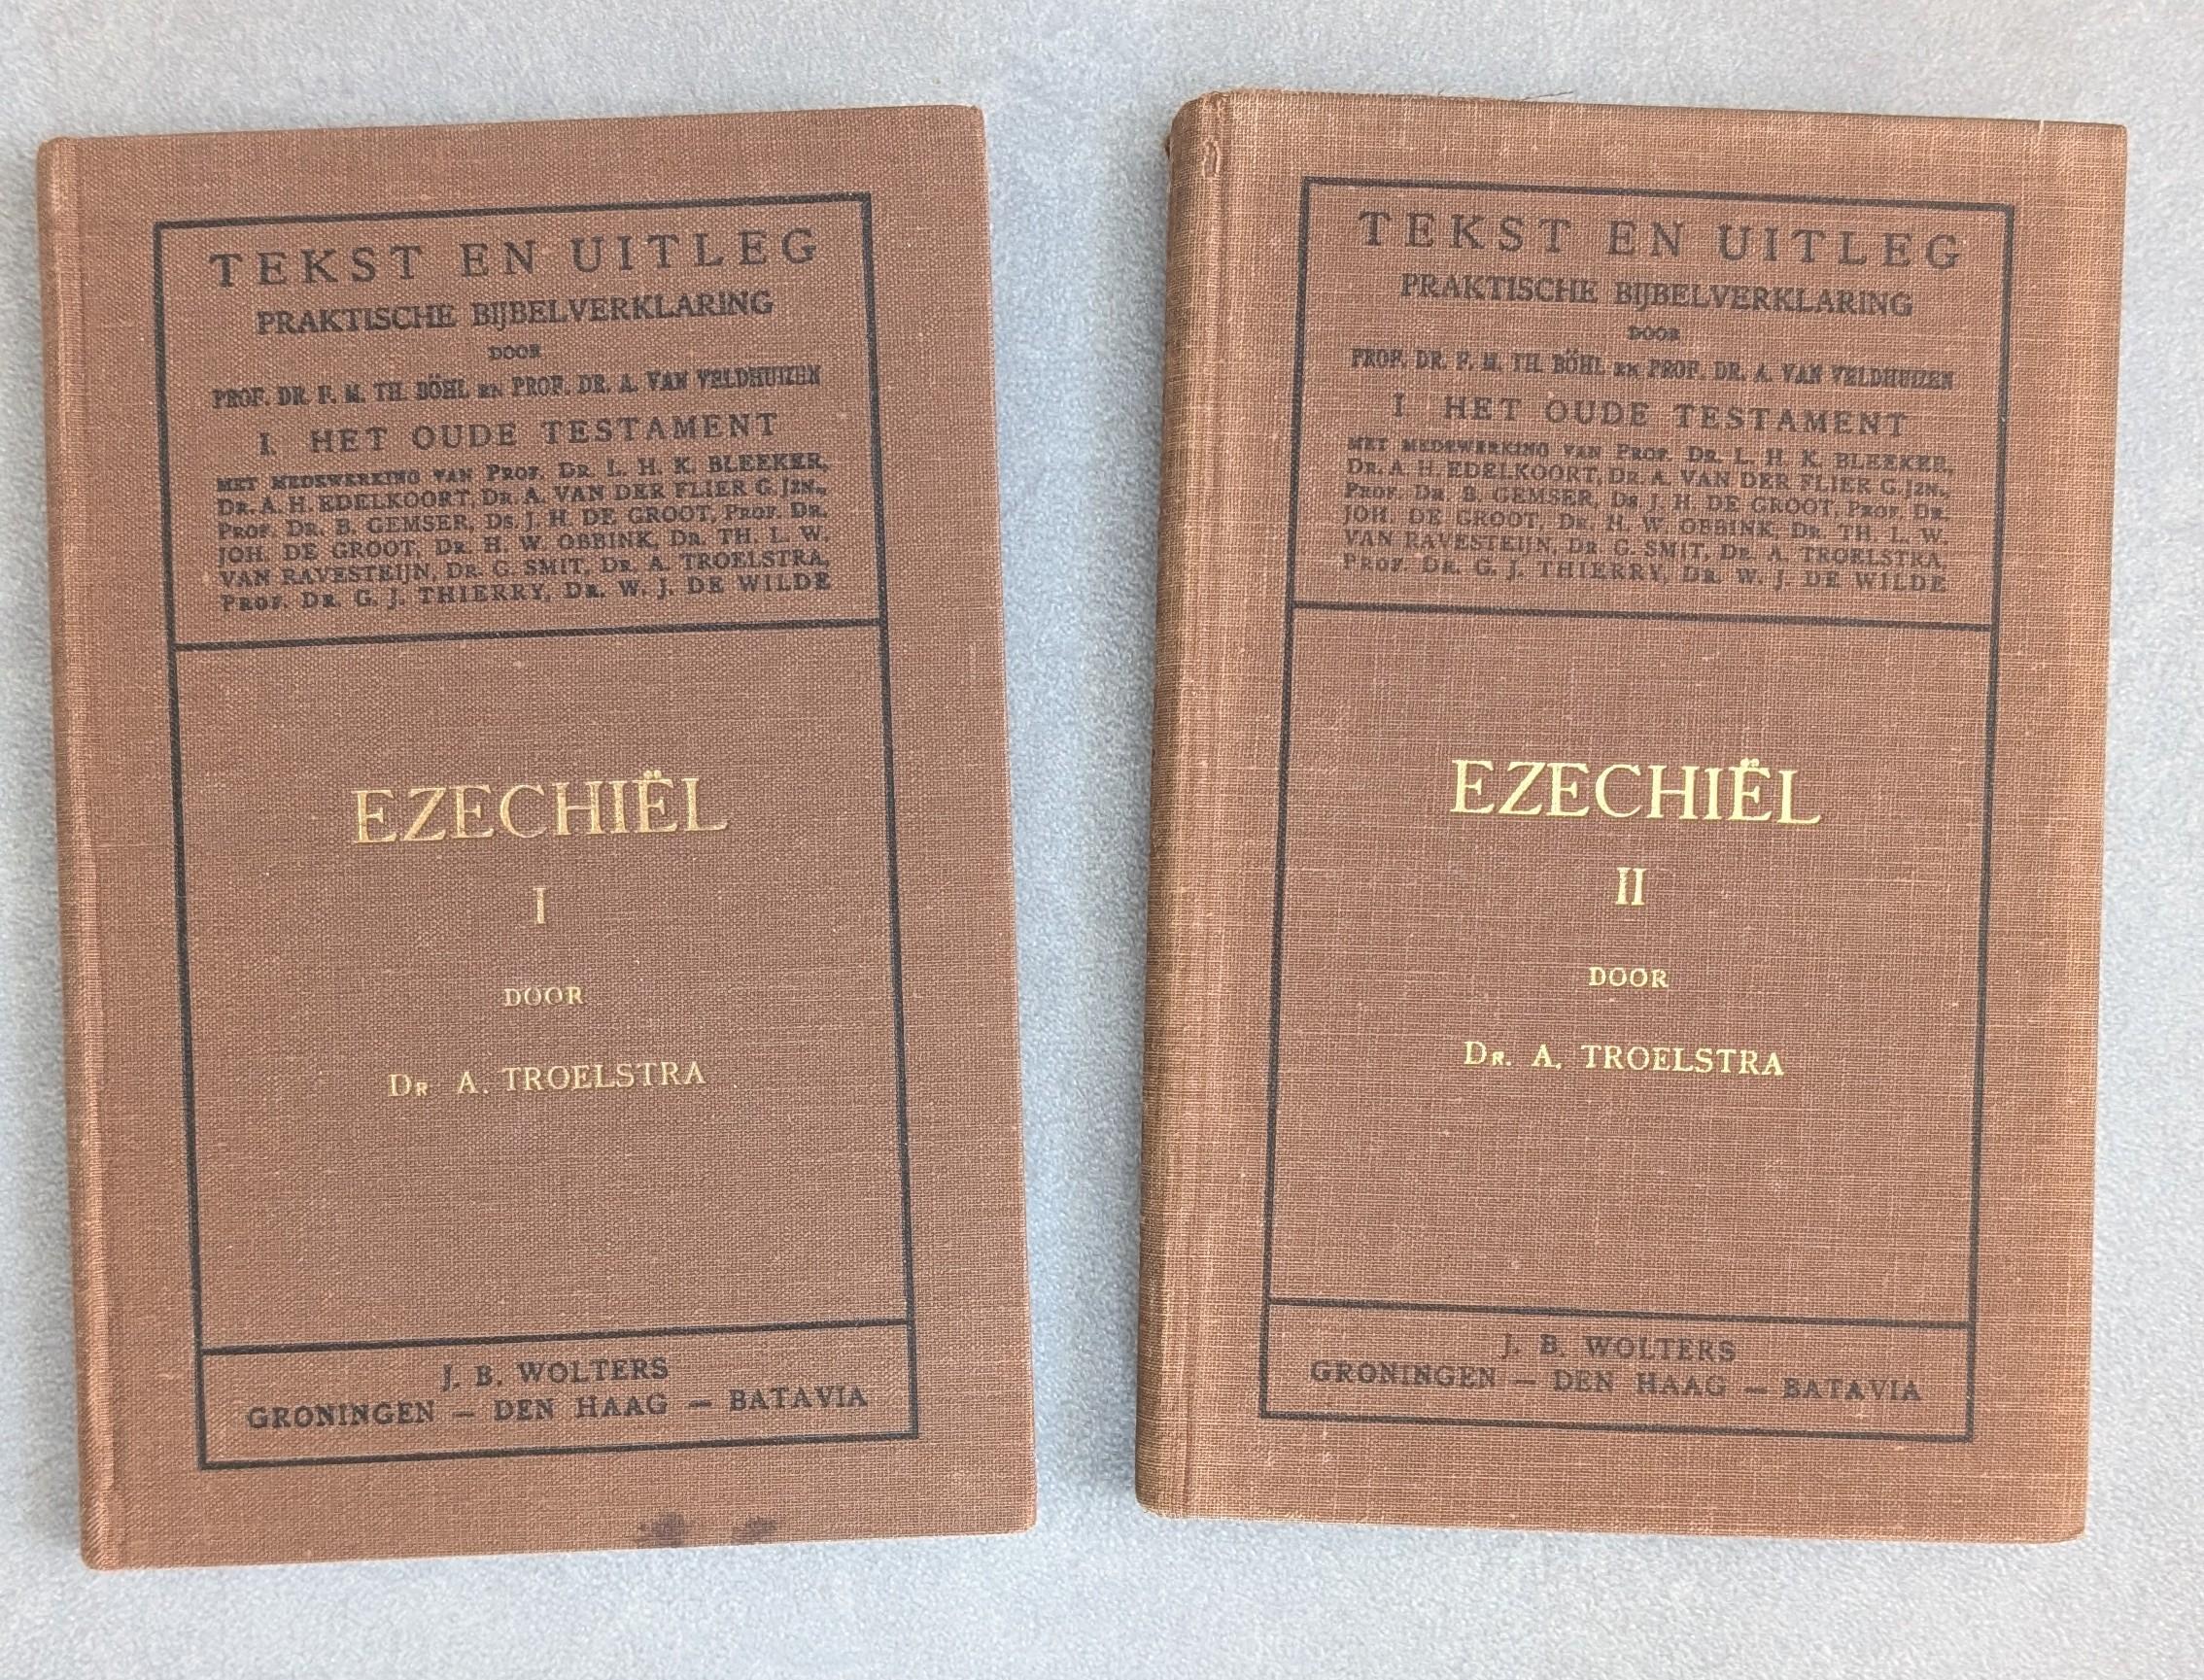 TEKST EN UITLEG
PRAKTISCHE BIJBELVERKLARING
DOOR
PROF. DR. F. M. TH. BÖHL EN PROF. DR. A. VAN VELDHUIZEN
I. HET OUDE TESTAMENT
MET MEDEWERKING VAN PROF. DR. L. H. K. BLEEKER,
DR. A. H. EDELKOORT, DR. A. VAN DER FLIER G.JZN.,
PROF. DR. B. GEMSER, DS. J. H. DE GROOT, PROF. DR.
JOH. DE GROOT, DR. H. W. OBBINK, DR. TH. L. W.
VAN RAVESTEIJN, DR. G. SMIT, DR. A. TROELSTRA,
PROF. DR. G. J. THIERRY, DR. W. J. DE WILDE
EZECHIËL
I
DOOR
DR A. TROELSTRA
J. B. WOLTERS
GRONINGEN — DEN HAAG — BATAVIA
TEKST EN UITLEG
PRAKTISCHE BIJBELVERKLARING
DOOR
PROF. DR. F. M. TH. BÖHL EN PROF. DR. A. VAN VELDHUIZEN
I HET OUDE TESTAMENT
MET MEDEWERKING VAN PROF. DR. L. H. K. BLEEKER,
DR. A. H. EDELKOORT, DR. A. VAN DER FLIER G.JZN.,
PROF. DR. B. GEMSER, DS J. H. DE GROOT, PROF. DR.
JOH. DE GROOT, DR. H. W. OBBINK, DR. TH. L. W.
VAN RAVESTEIJN, DR. G. SMIT, DR. A. TROELSTRA,
PROF. DR. G. J. THIERRY, DR. W. J. DE WILDE
EZECHIËL
II
DOOR
DR. A. TROELSTRA
J. B. WOLTERS
GRONINGEN — DEN HAAG — BATAVIA